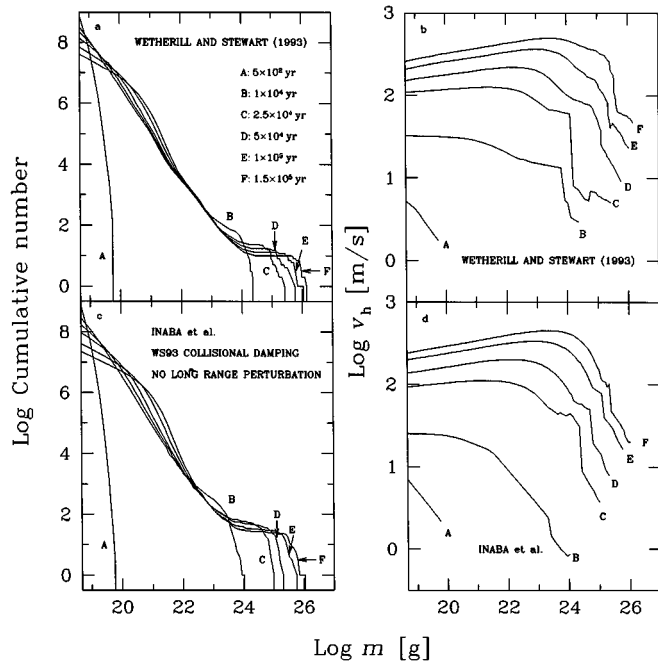 a
WETHERILL AND STEWART (1993)
A: 5×10² yr
B: 1×10⁴ yr
C: 2.5×10⁴ yr
D: 5×10⁴ yr
E: 1×10⁵ yr
F: 1.5×10⁵ yr
8
6
4
2
0
A
B
C
D
E
F
b
3
2
1
0
A
B
C
D
E
F
WETHERILL AND STEWART (1993)
Log Cumulative number
Log v_h [m/s]
c
INABA et al.
WS93 COLLISIONAL DAMPING
NO LONG RANGE PERTURBATION
8
6
4
2
0
A
B
C
D
E
F
20 22 24 26
d
3
2
1
0
A
B
C
D
E
F
INABA et al.
20 22 24 26
Log m [g]